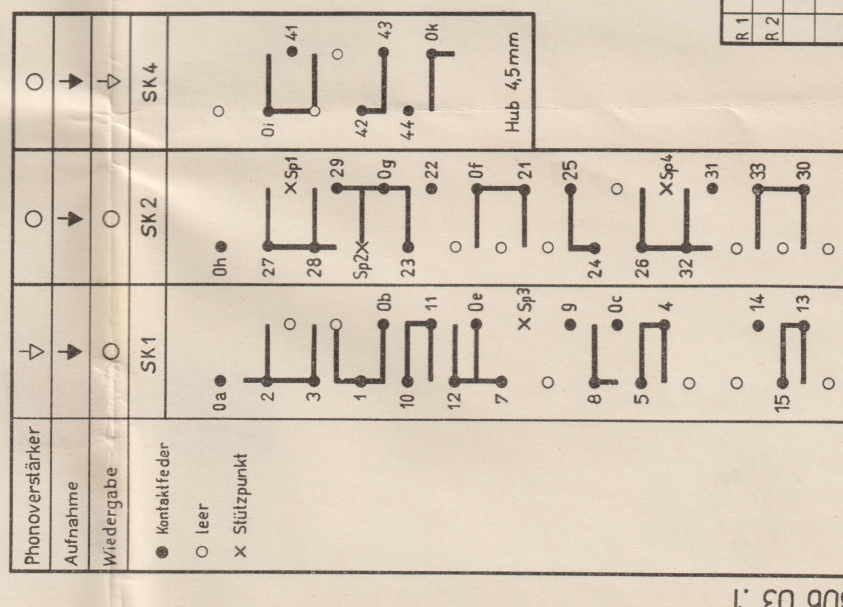 Phonoverstärker
Aufnahme
Wiedergabe
SK1
SK2
SK4
Kontaktfeder
leer
Stützpunkt
0a
2
3
1
0b
10
11
12
0e
7
Sp3
9
8
0c
5
4
14
15
13
0h
27
Sp1
28
29
Sp2
0g
23
22
0f
21
25
24
26
Sp4
32
31
33
30
0i
41
42
43
44
0k
Hub 4,5mm
R 1
R 2